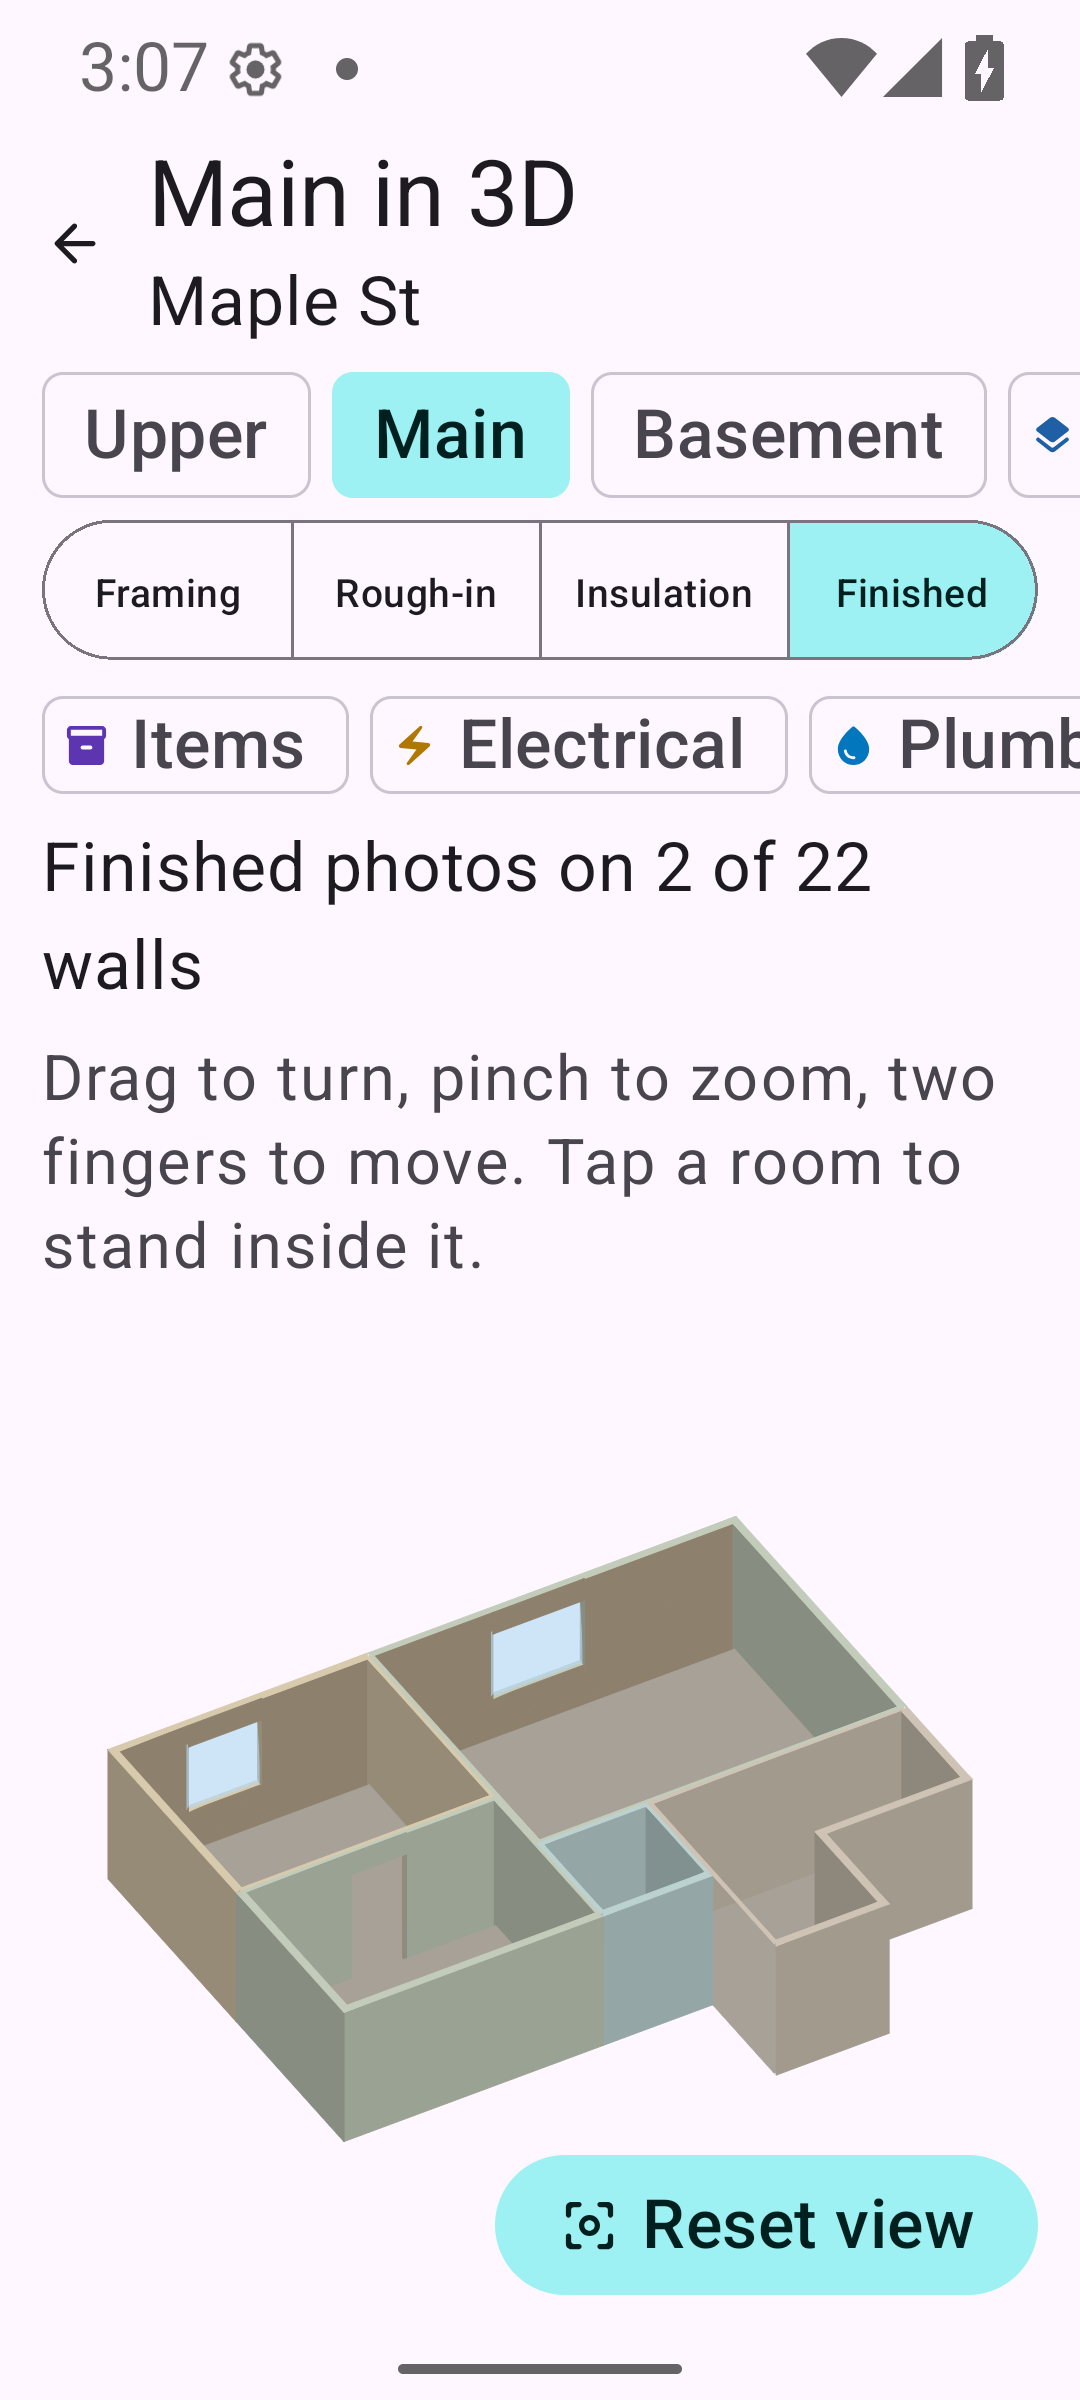 3:07
Main in 3D
Maple St
Upper
Main
Basement
Framing
Rough-in
Insulation
Finished
Items
Electrical
Plumb
Finished photos on 2 of 22
walls
Drag to turn, pinch to zoom, two
fingers to move. Tap a room to
stand inside it.
Reset view